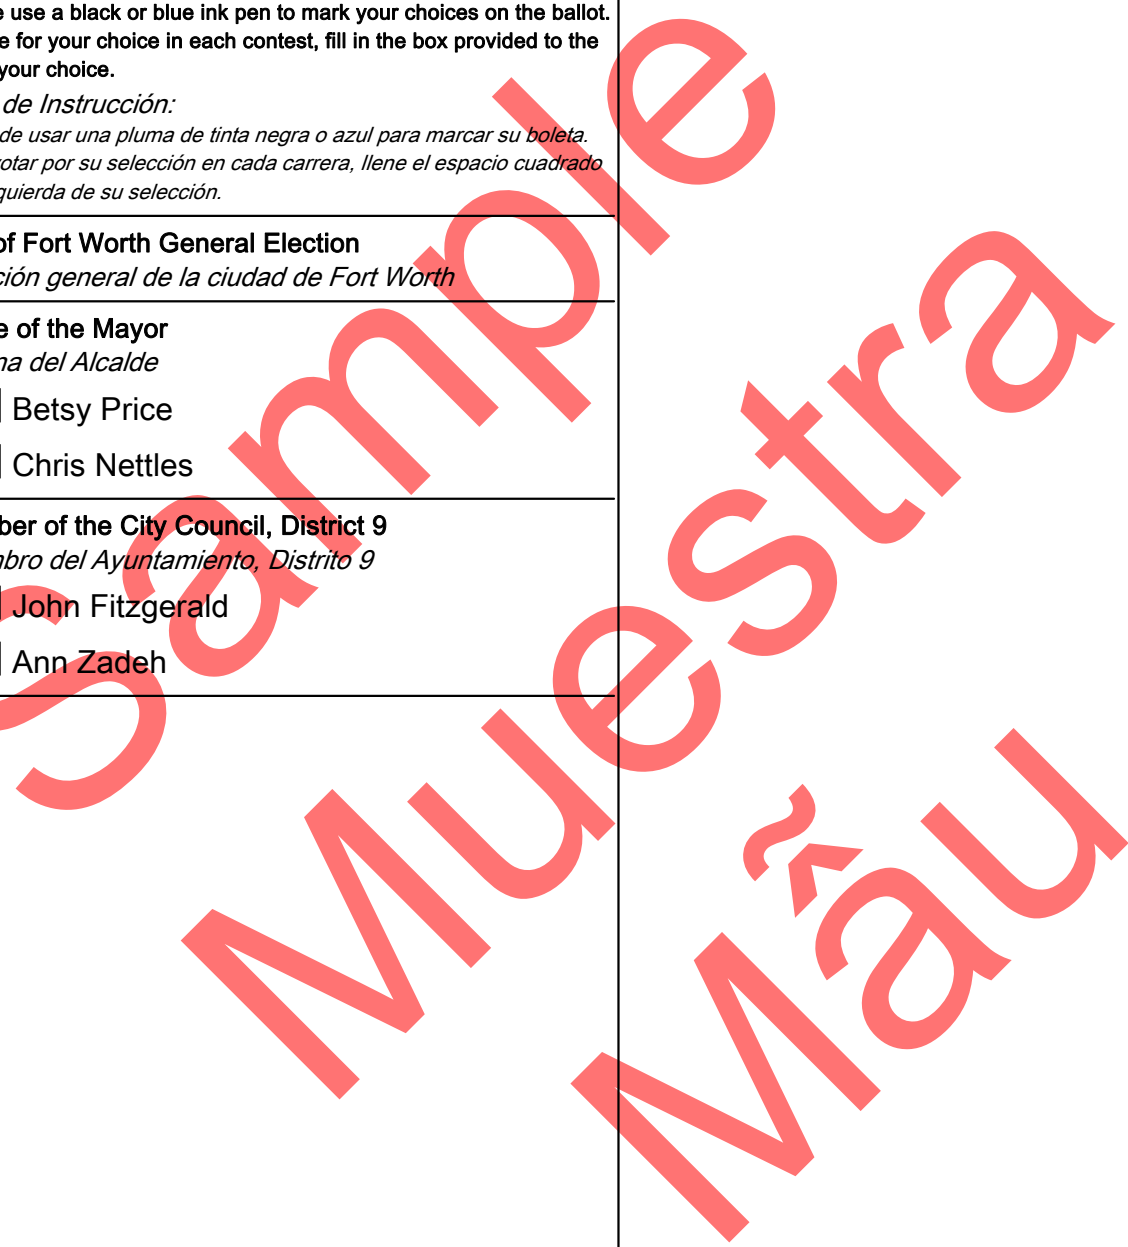 use a black or blue ink pen to mark your choices on the ballot.
for your choice in each contest, fill in the box provided to the
your choice.
de Instrucción:
de usar una pluma de tinta negra o azul para marcar su boleta.
votar por su selección en cada carrera, llene el espacio cuadrado
quierda de su selección.
of Fort Worth General Election
ción general de la ciudad de Fort Worth
e of the Mayor
na del Alcalde
Betsy Price
Chris Nettles
ber of the City Council, District 9
mbro del Ayuntamiento, Distrito 9
John Fitzgerald
Ann Zadeh
Sample
Muestra
Mẫu